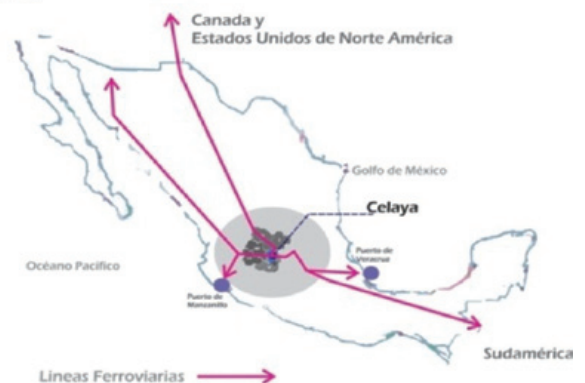 Canada y
Estados Unidos de Norte América
Golfo de México
Celaya
Puerto de
Veracruz
Océano Pacifico
Puerto de
Manzanillo
Sudamérica
Lineas Ferroviarias